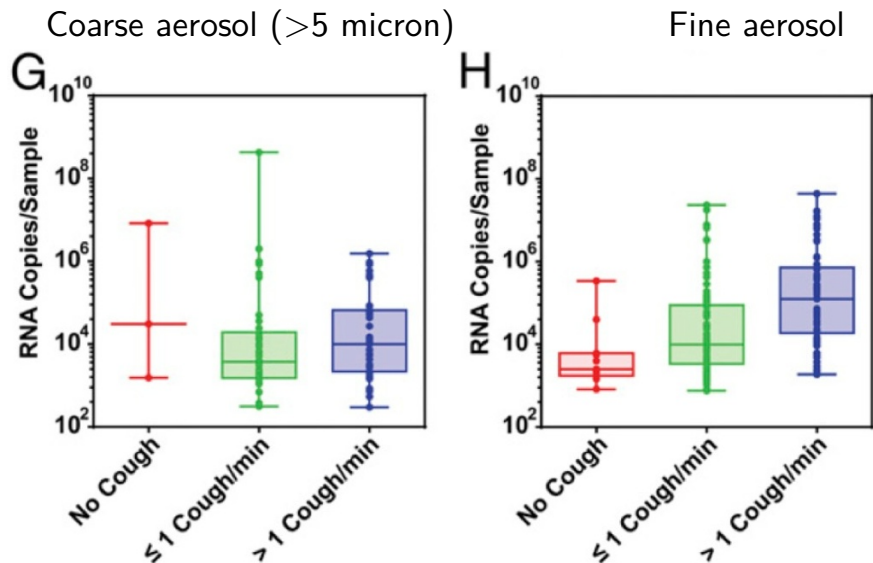 Coarse aerosol (>5 micron)
Fine aerosol
G
H
RNA Copies/Sample
10^10
10^8
10^6
10^4
10^2
No Cough
≤ 1 Cough/min
> 1 Cough/min
RNA Copies/Sample
10^10
10^8
10^6
10^4
10^2
No Cough
≤ 1 Cough/min
> 1 Cough/min